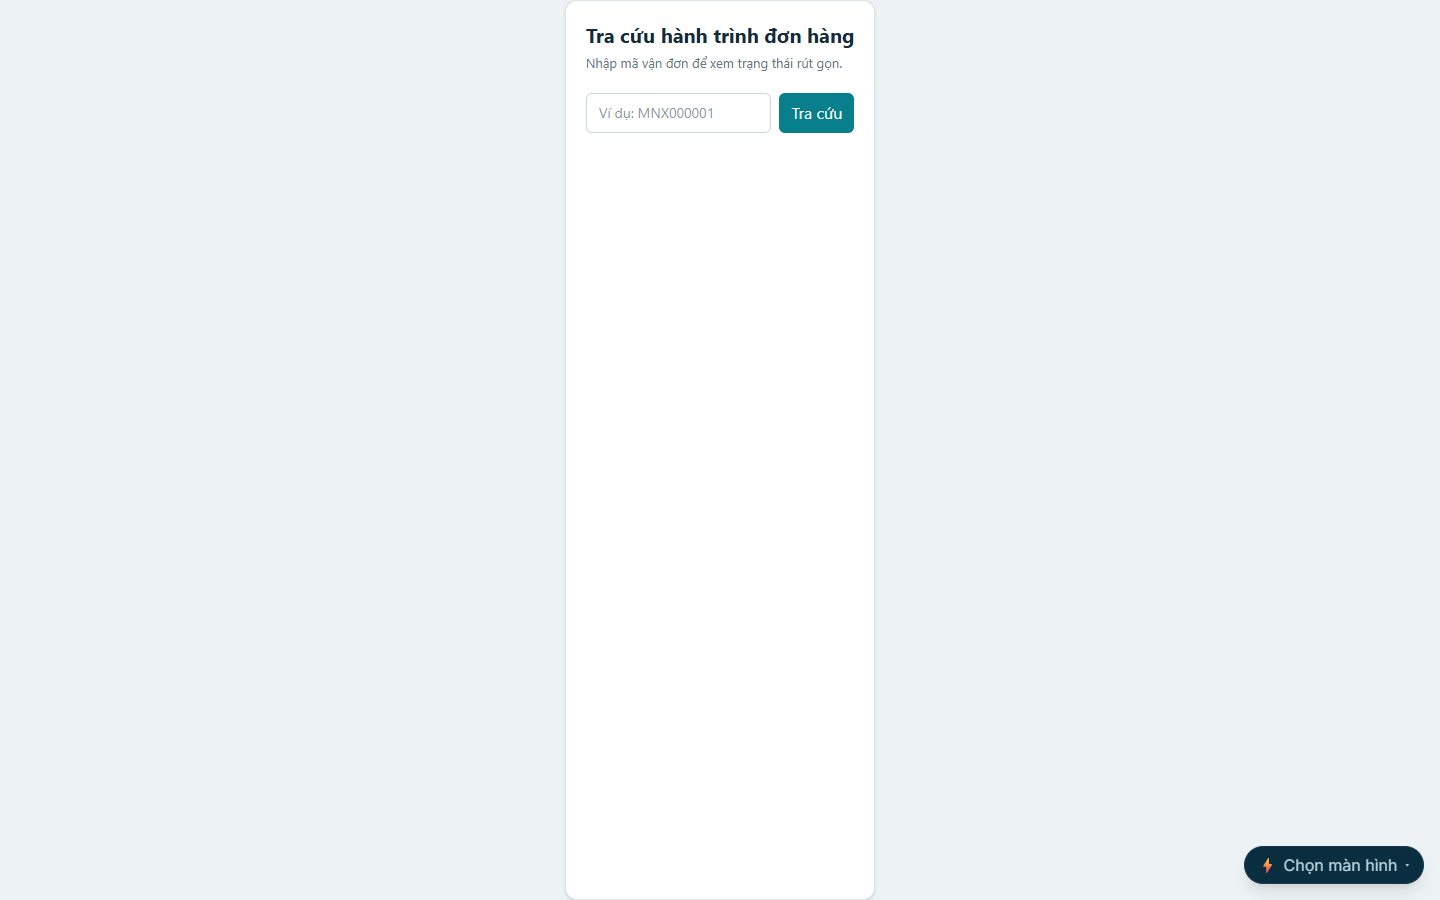 Tra cứu hành trình đơn hàng
Nhập mã vận đơn để xem trạng thái rút gọn.
Ví dụ: MNX000001
Tra cứu
Chọn màn hình